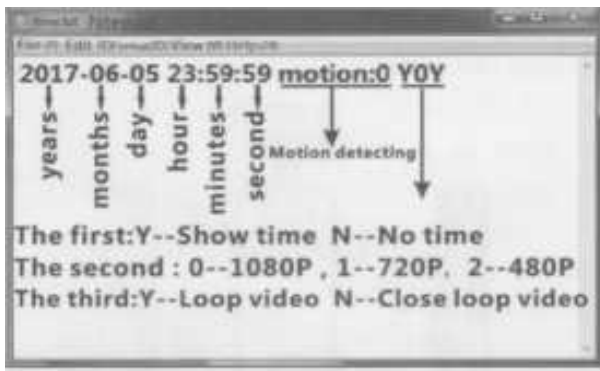 2017-06-05 23:59:59 motion:0 Y0Y
years
months
day
hour
minutes
second
Motion detecting
The first:Y--Show time N--No time
The second : 0--1080P , 1--720P, 2--480P
The third:Y--Loop video N--Close loop video